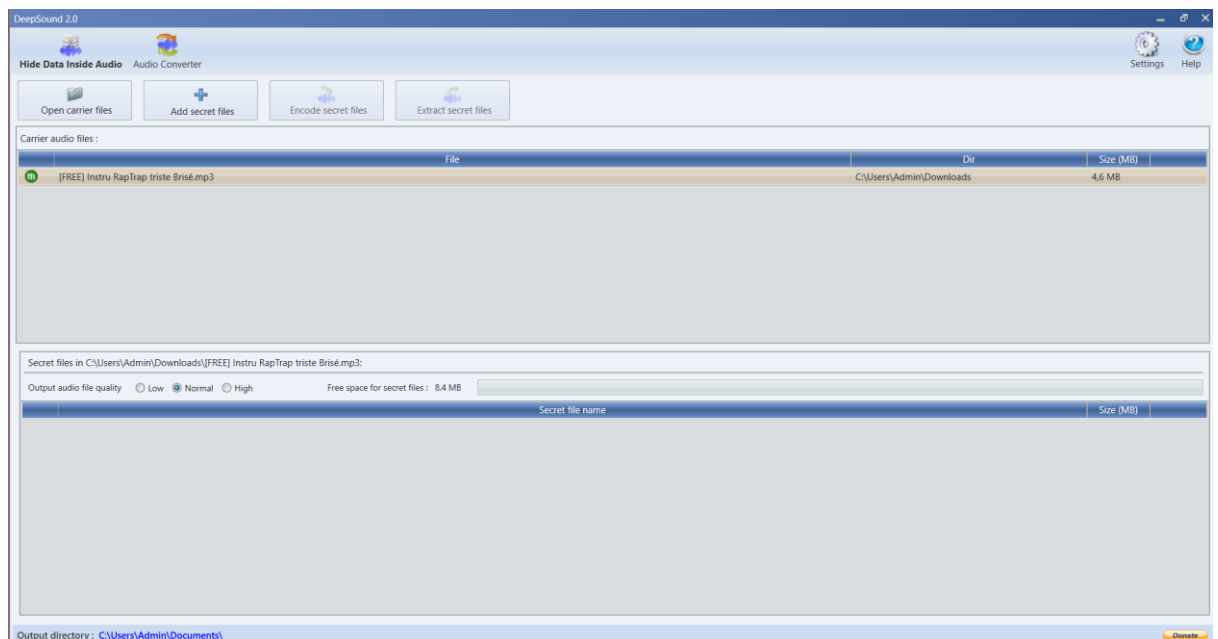 DeepSound 2.0
Hide Data Inside Audio Audio Converter Settings Help
Open carrier files Add secret files Encode secret files Extract secret files
Carrier audio files :
File Dir Size (MB)
m [FREE] Instru RapTrap triste Brisé.mp3 C:\Users\Admin\Downloads 4,6 MB
Secret files in C:\Users\Admin\Downloads\[FREE] Instru RapTrap triste Brisé.mp3:
Output audio file quality Low Normal High Free space for secret files : 8,4 MB
Secret file name Size (MB)
Output directory : C:\Users\Admin\Documents\ Donate